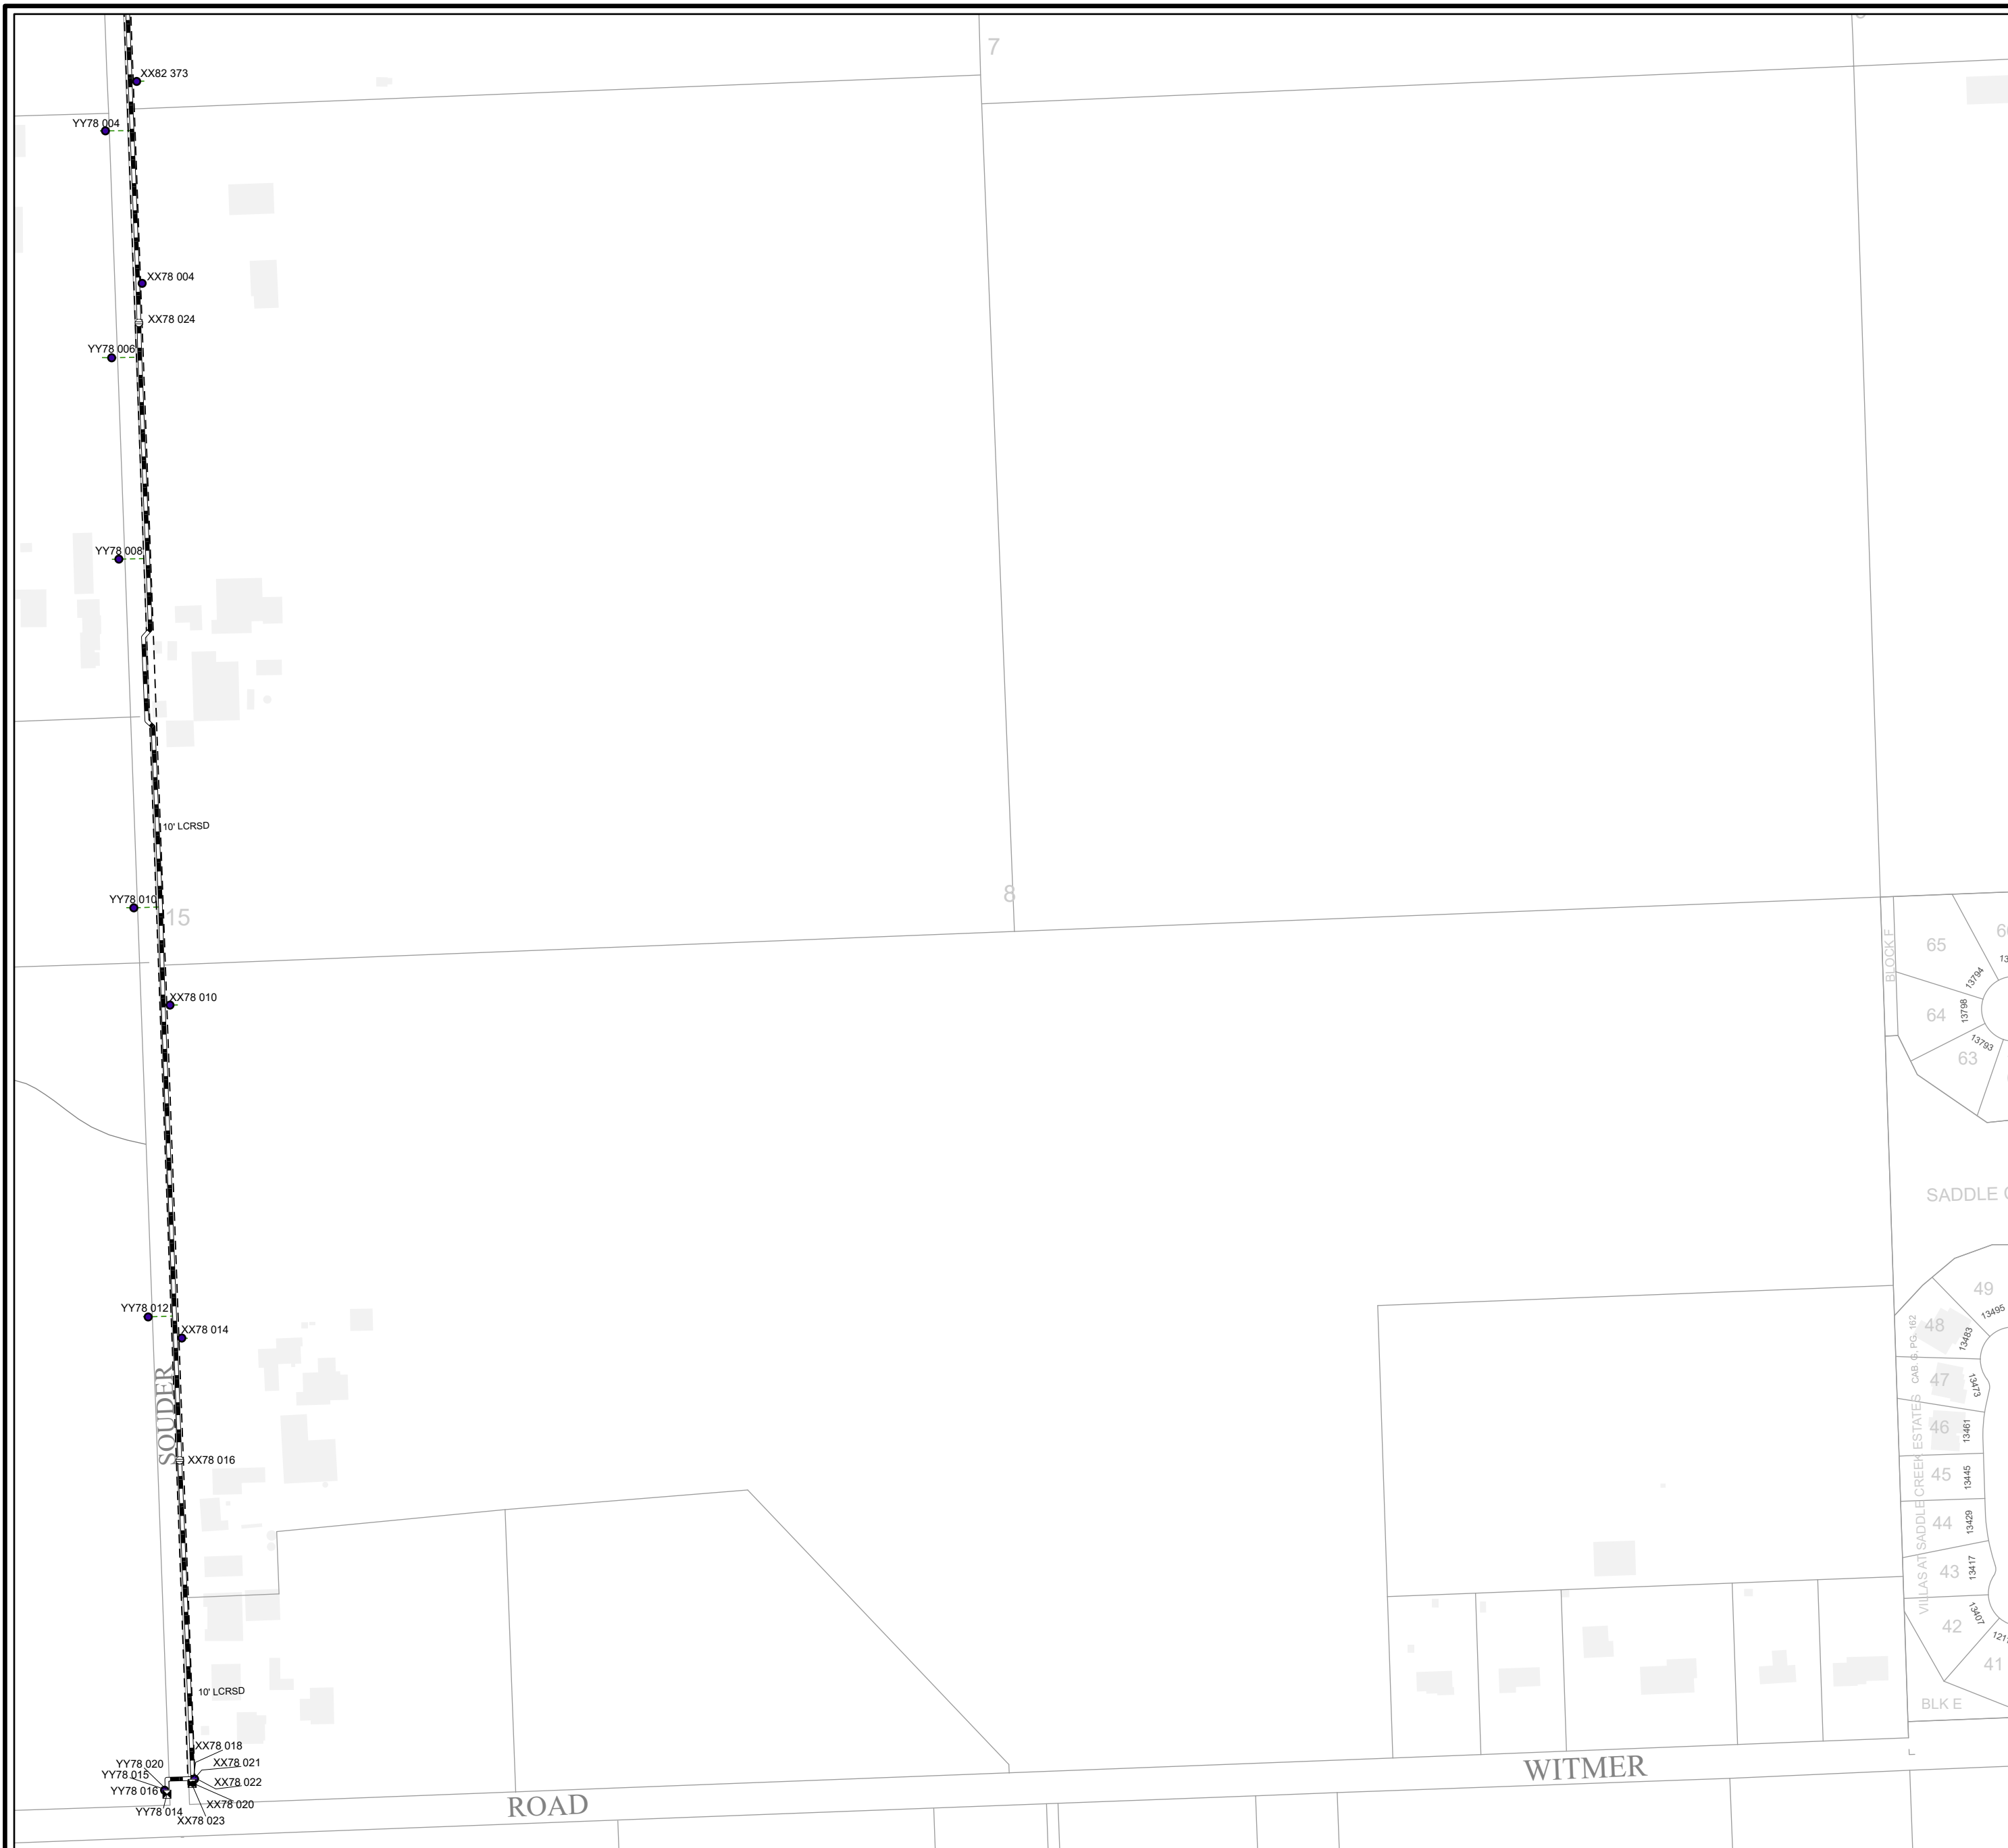 7
XX82 373
YY78 004
XX78 004
XX78 024
YY78 006
YY78 008
10' LCRSD
8
YY78 010
15
65
BLOCK F
13794
64
13798
13793
63
XX78 010
SADDLE
49
YY78 012
13495
XX78 014
48
13483
SOUDER
47
13473
VILLAS AT SADDLE CREEK ESTATES CAB. G, PG. 162
46
13461
XX78 016
45
13445
44
13429
43
13417
42
13407
41
10' LCRSD
BLK E
XX78 018
YY78 020
XX78 021
YY78 015
XX78 022
YY78 016
XX78 020
YY78 014
XX78 023
WITMER
ROAD